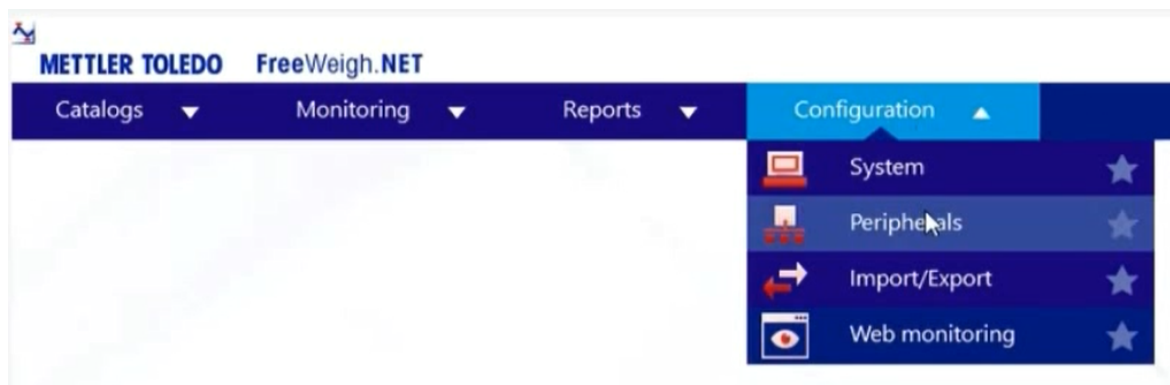 METTLER TOLEDO FreeWeigh.NET
Catalogs Monitoring Reports Configuration
System
Peripherals
Import/Export
Web monitoring